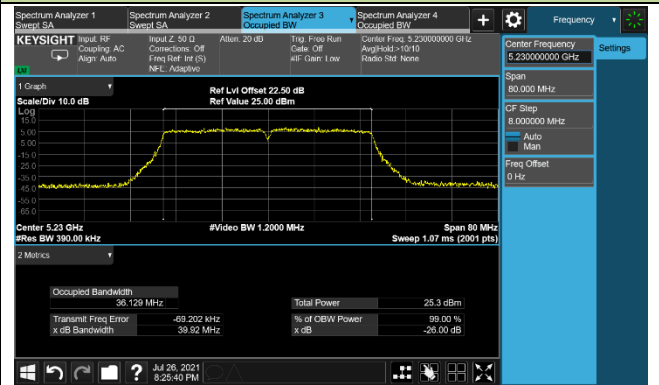 Spectrum Analyzer 1
Swept SA
Spectrum Analyzer 2
Swept SA
Spectrum Analyzer 3
Occupied BW
Spectrum Analyzer 4
Occupied BW
+
Frequency
KEYSIGHT
Input: RF
Coupling: AC
Align: Auto
Input Z: 50 Ω
Corrections: Off
Freq Ref: Int (S)
NFE: Adaptive
Atten: 20 dB
Trig: Free Run
Gate: Off
#IF Gain: Low
Center Freq: 5.230000000 GHz
Avg|Hold:>10/10
Radio Std: None
Center Frequency
5.230000000 GHz
Settings
Span
80.000 MHz
CF Step
8.000000 MHz
Auto
Man
Freq Offset
0 Hz
1 Graph
Scale/Div 10.0 dB
Ref Lvl Offset 22.50 dB
Ref Value 25.00 dBm
Log
15.0
5.00
-5.00
-15.0
-25.0
-35.0
-45.0
-55.0
-65.0
Center 5.23 GHz
#Res BW 390.00 kHz
#Video BW 1.2000 MHz
Span 80 MHz
Sweep 1.07 ms (2001 pts)
2 Metrics
Occupied Bandwidth
36.129 MHz
Total Power
25.3 dBm
Transmit Freq Error
-69.202 kHz
% of OBW Power
99.00 %
x dB Bandwidth
39.92 MHz
x dB
-26.00 dB
?
Jul 26, 2021
8:25:40 PM